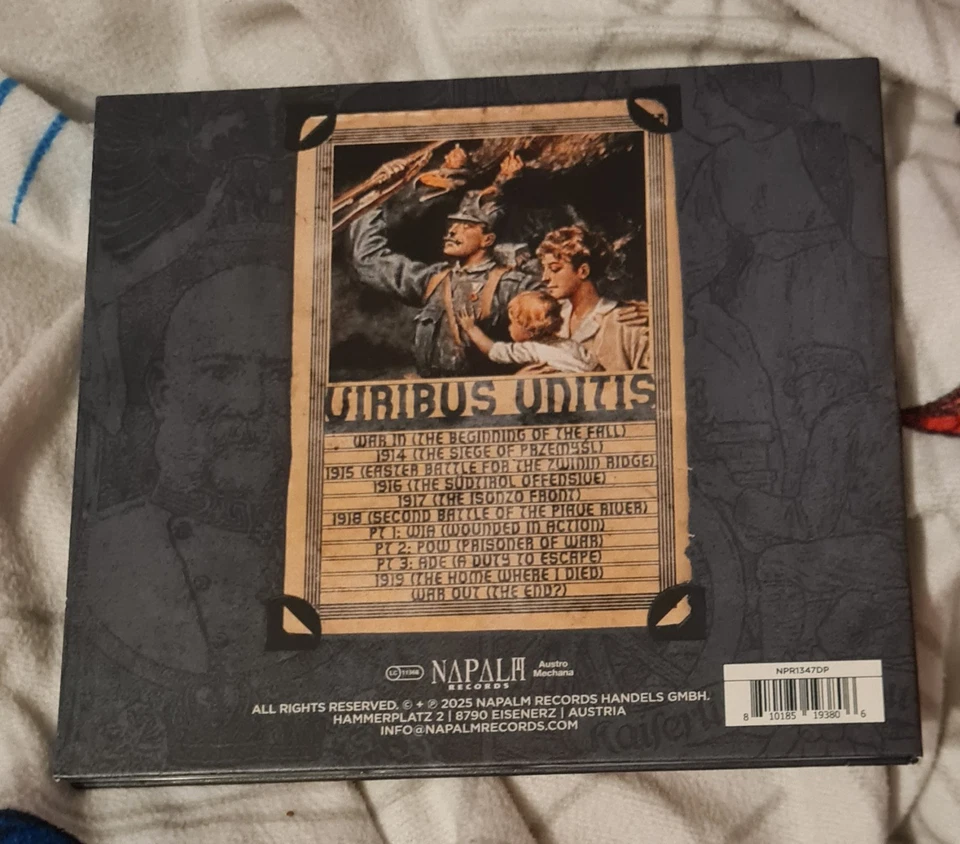 VIRIBUS UNITIS
WAR IN (THE BEGINNING OF THE FALL)
1914 (THE SIEGE OF PRZEMYŚL)
1915 (EASTER BATTLE FOR THE ZWININ RIDGE)
1916 (THE SÜDTIROL OFFENSIVE)
1917 (THE ISONZO FRONT)
1918 (SECOND BATTLE OF THE PIAVE RIVER)
PT 1: WIA (WOUNDED IN ACTION)
PT 2: POW (PRISONER OF WAR)
PT 3: ADE (A DUTY TO ESCAPE)
1919 (THE HOME WHERE I DIED)
WAR OUT (THE END?)
LC NAPALM RECORDS Austro Mechana
ALL RIGHTS RESERVED. © + ℗ 2025 NAPALM RECORDS HANDELS GMBH.
HAMMERPLATZ 2 | 8790 EISENERZ | AUSTRIA
INFO@NAPALMRECORDS.COM
NPR1347DP
8 10185 19380 6